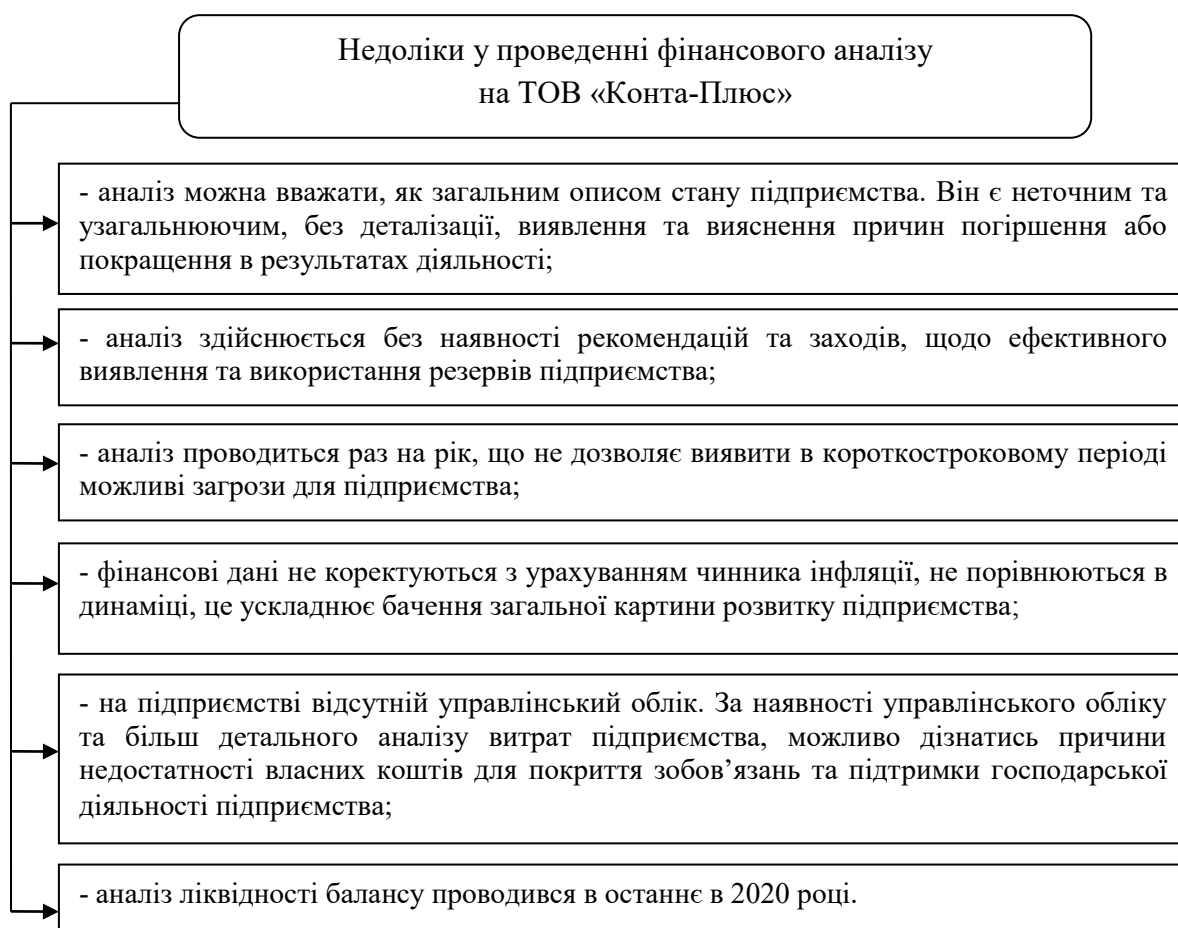 Недоліки у проведенні фінансового аналізу
на ТОВ «Конта-Плюс»
- аналіз можна вважати, як загальним описом стану підприємства. Він є неточним та
узагальнюючим, без деталізації, виявлення та вияснення причин погіршення або
покращення в результатах діяльності;
- аналіз здійснюється без наявності рекомендацій та заходів, щодо ефективного
виявлення та використання резервів підприємства;
- аналіз проводиться раз на рік, що не дозволяє виявити в короткостроковому періоді
можливі загрози для підприємства;
- фінансові дані не коректуються з урахуванням чинника інфляції, не порівнюються в
динаміці, це ускладнює бачення загальної картини розвитку підприємства;
- на підприємстві відсутній управлінський облік. За наявності управлінського обліку
та більш детального аналізу витрат підприємства, можливо дізнатись причини
недостатності власних коштів для покриття зобов’язань та підтримки господарської
діяльності підприємства;
- аналіз ліквідності балансу проводився в останнє в 2020 році.